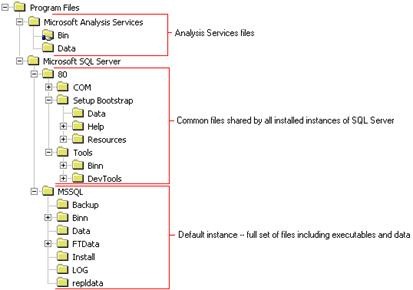 Program Files
Microsoft Analysis Services
Bin
Data
Analysis Services files
Microsoft SQL Server
80
COM
Setup Bootstrap
Data
Help
Resources
Tools
Binn
DevTools
Common files shared by all installed instances of SQL Server
MSSQL
Backup
Binn
Data
FTData
Install
LOG
repldata
Default instance -- full set of files including executables and data